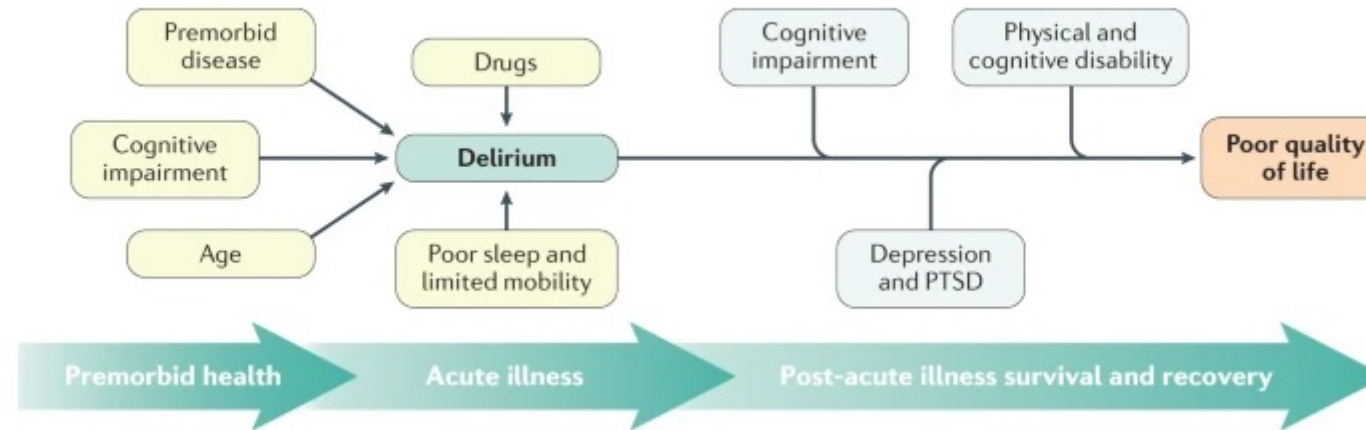 Premorbid
disease
Drugs
Cognitive
impairment
Physical and
cognitive disability
Cognitive
impairment
Delirium
Poor quality
of life
Age
Poor sleep and
limited mobility
Depression
and PTSD
Premorbid health
Acute illness
Post-acute illness survival and recovery